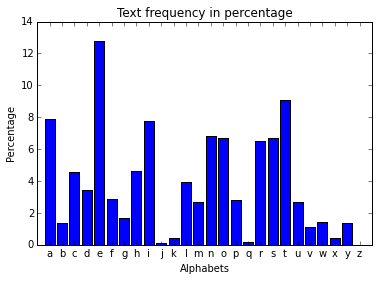 Text frequency in percentage
14
12
10
8
6
4
2
0
Percentage
a b c d e f g h i j k l m n o p q r s t u v w x y z
Alphabets